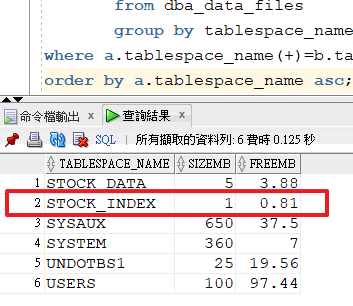 from dba_data_files
group by tablespace_name
where a.tablespace_name(+)=b.ta
order by a.tablespace_name asc;
命令檔輸出 × 查詢結果 ×
SQL | 所有擷取的資料列: 6 費時 0.125 秒
TABLESPACE_NAME SIZEMB FREEMB
1 STOCK_DATA 5 3.88
2 STOCK_INDEX 1 0.81
3 SYSAUX 650 37.5
4 SYSTEM 360 7
5 UNDOTBS1 25 19.56
6 USERS 100 97.44